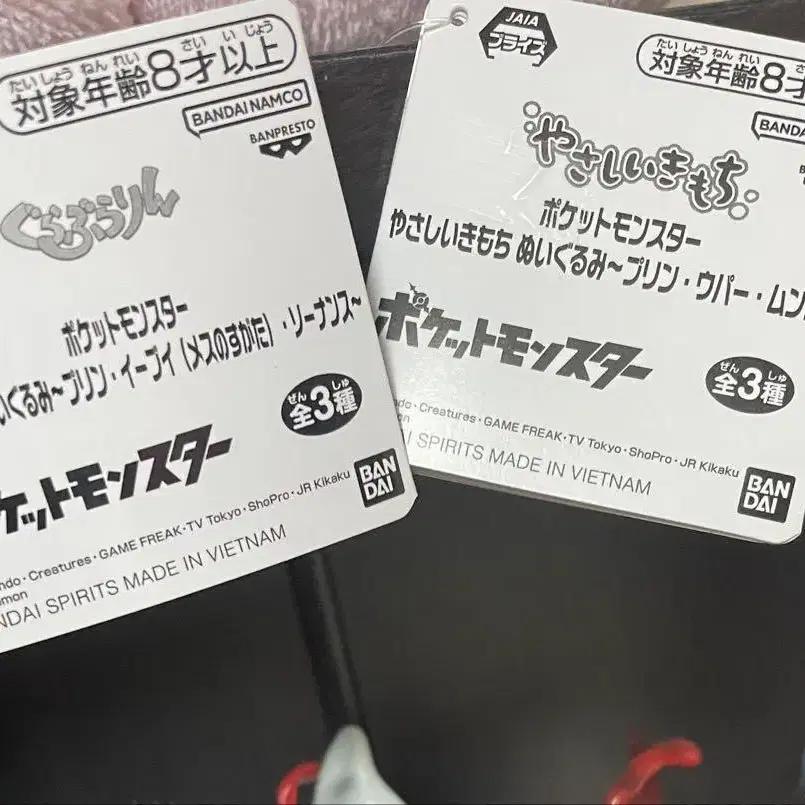 たいしょうねんれい さい いじょう
対象年齢8才以上
BANDAI NAMCO
BANPRESTO
ぐらぶらりん
ポケットモンスター
いぐるみ～プリン・イーブイ(メスのすがた)・ソーナンス～
ぜん しゅ
全3種
ケットモンスター
ndo・Creatures・GAME FREAK・TV Tokyo・ShoPro・JR Kikaku
mon
NDAI SPIRITS MADE IN VIETNAM
BAN
DAI
JAIA
プライズ
たいしょうねんれい
対象年齢8才
BANDA
やさしいきもち
ポケットモンスター
やさしいきもち ぬいぐるみ～プリン・ウパー・ムン
ポケットモンスター
ぜん しゅ
全3種
ndo・Creatures・GAME FREAK・TV Tokyo・ShoPro・JR Kikaku
mon
AI SPIRITS MADE IN VIETNAM
BAN
DAI